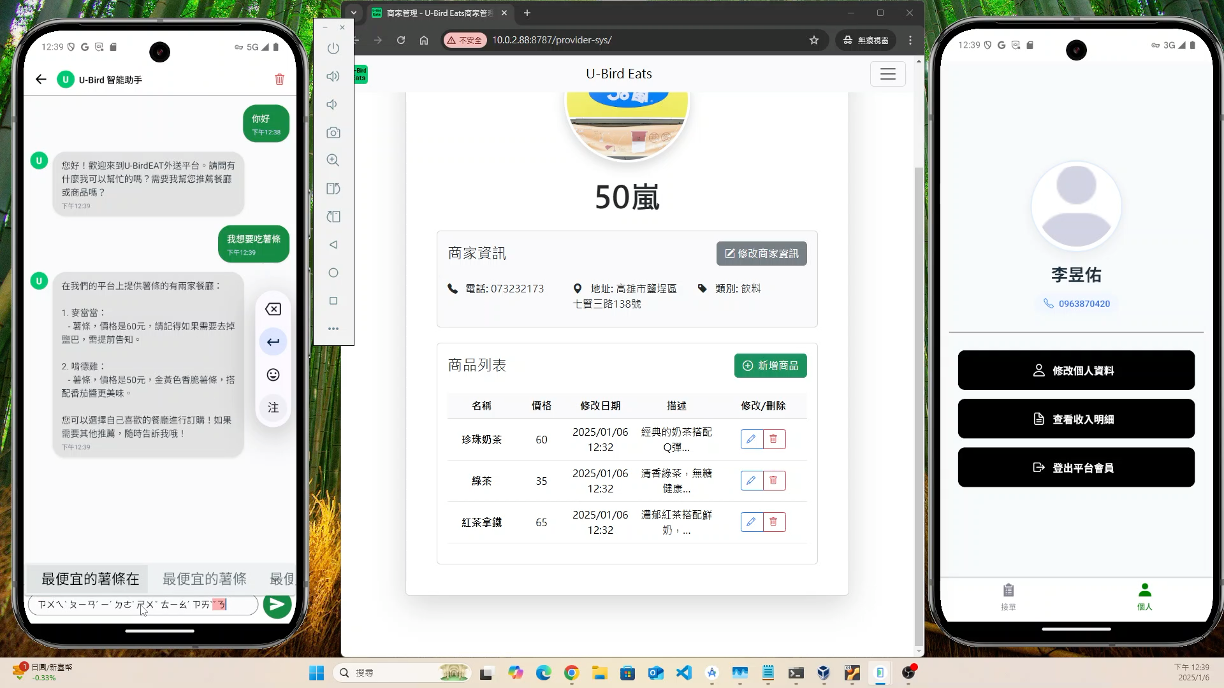 12:39
5G
U-Bird 智能助手
你好
下午12:38
您好！歡迎來到U-BirdEAT外送平台。請問有
什麼我可以幫忙的嗎？需要我幫您推薦餐廳
或商品嗎？
下午12:39
我想要吃薯條
下午12:39
在我們的平台上提供薯條的有兩家餐廳：
1. 麥當當：
- 薯條，價格是60元，請記得如果需要去掉
鹽巴，需提前告知。
2. 啃德雞：
- 薯條，價格是50元，金黃色香脆薯條，搭
配番茄醬更美味。
您可以選擇自己喜歡的餐廳進行訂購！如果
需要其他推薦，隨時告訴我哦！
下午12:39
注
最便宜的薯條在
最便宜的薯條
最便
ㄗㄨㄟˋㄆㄧㄢˊㄧˊㄉㄜ˙ㄕㄨˇㄊㄧㄠˊㄗㄞˋㄋ
商家管理 - U-Bird Eats商家管
不安全
10.0.2.88:8787/provider-sys/
無痕視窗
U-Bird Eats
50嵐
商家資訊
修改商家資訊
電話: 073232173
地址: 高雄市鹽埕區
七賢三路138號
類別: 飲料
商品列表
新增商品
名稱 價格 修改日期 描述 修改/刪除
珍珠奶茶 60 2025/01/06 12:32 經典的奶茶搭配Q彈...
綠茶 35 2025/01/06 12:32 清香綠茶，無糖健康...
紅茶拿鐵 65 2025/01/06 12:32 濃郁紅茶搭配鮮奶，...
12:39
3G
李昱佑
0963870420
修改個人資料
查看收入明細
登出平台會員
接單
個人
日圓/新臺幣
-0.33%
搜尋
下午 12:39
2025/1/6